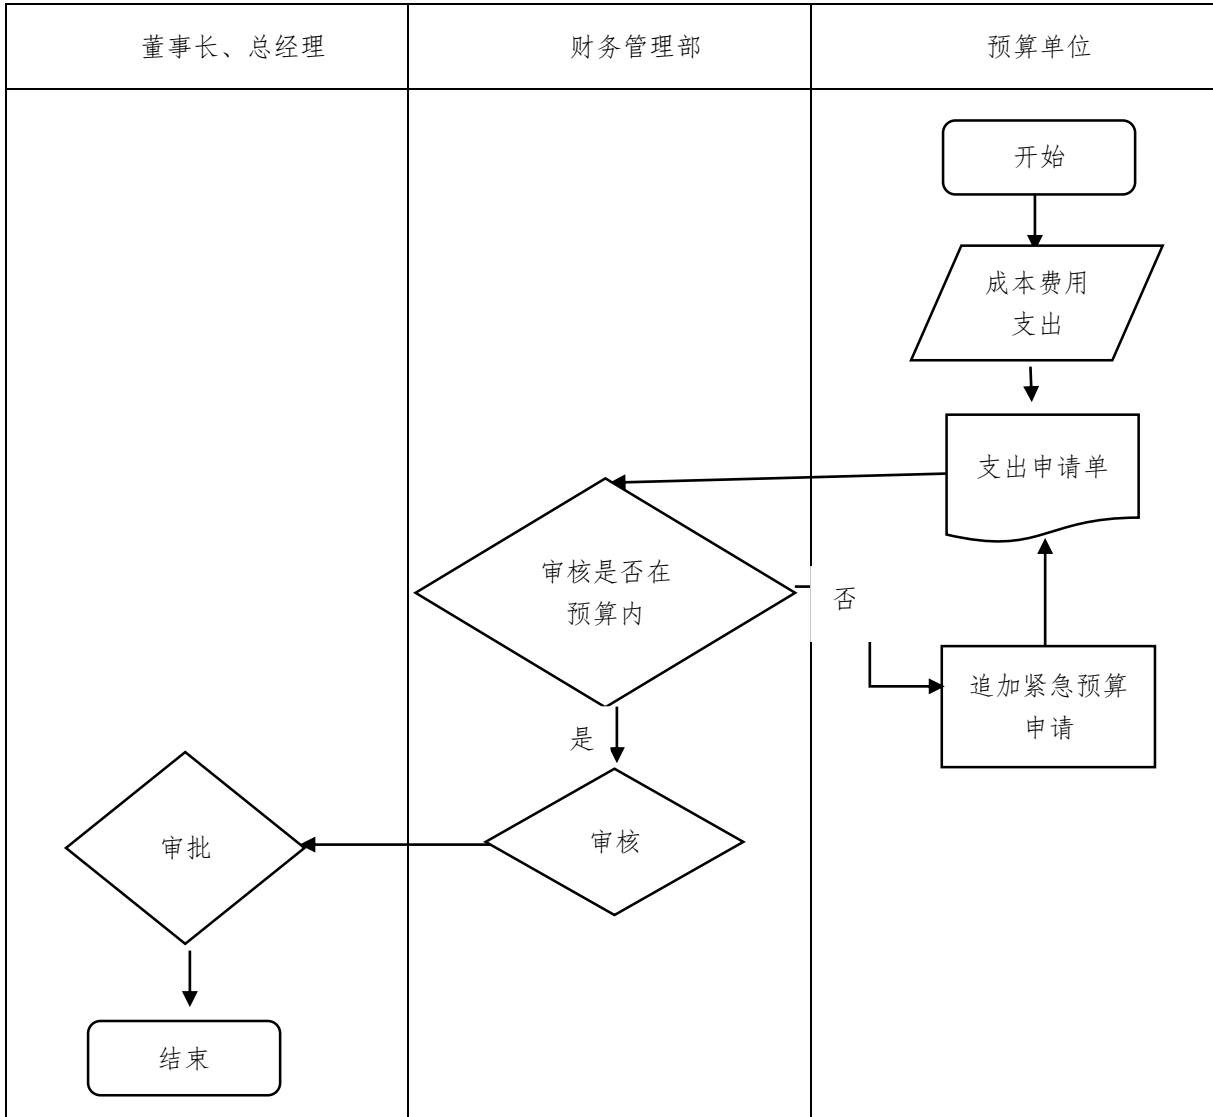 董事长、总经理
财务管理部
预算单位
开始
成本费用
支出
支出申请单
审核是否在
预算内
否
追加紧急预算
申请
是
审核
审批
结束